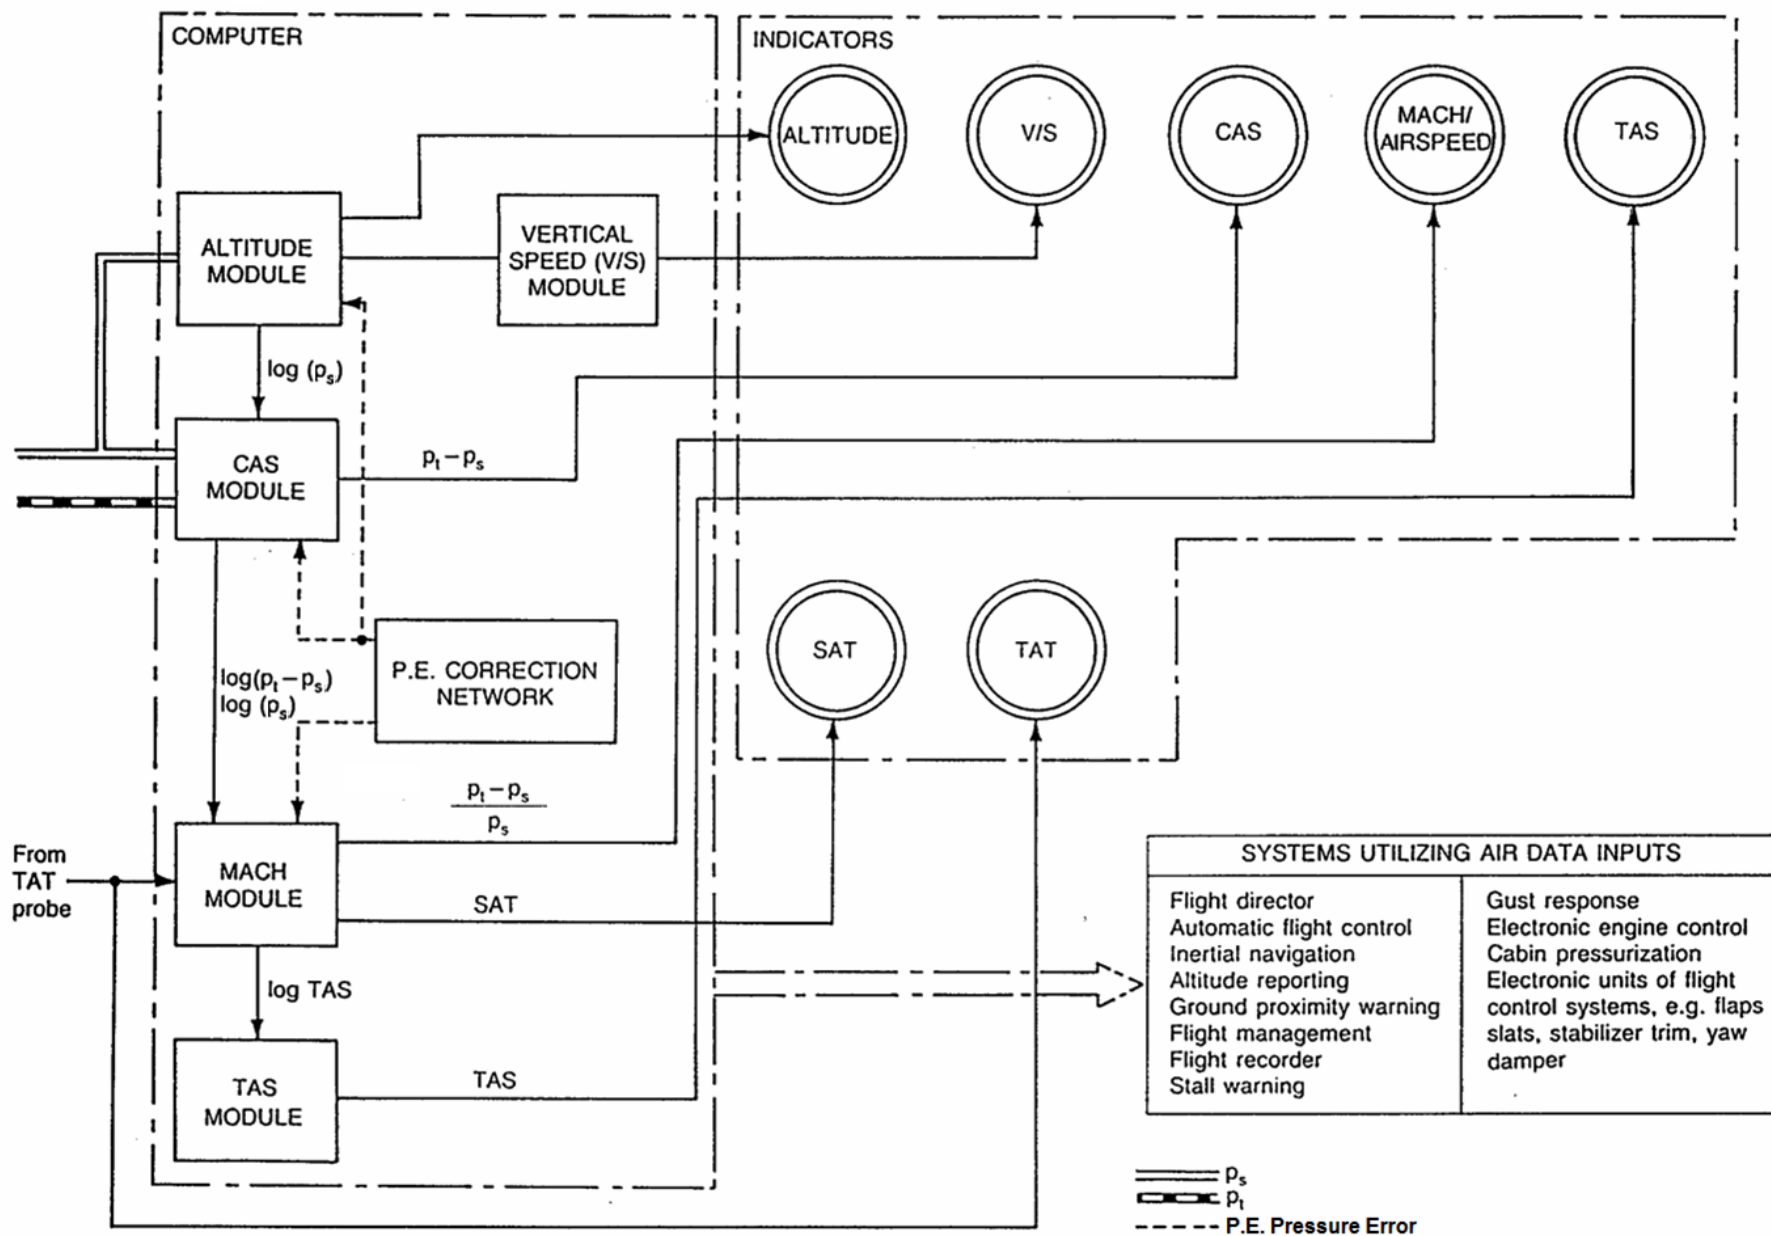 COMPUTER
INDICATORS
ALTITUDE
V/S
CAS
MACH/
AIRSPEED
TAS
ALTITUDE
MODULE
VERTICAL
SPEED (V/S)
MODULE
log (pₛ)
CAS
MODULE
pₜ − pₛ
SAT
TAT
P.E. CORRECTION
NETWORK
log(pₜ − pₛ)
log (pₛ)
pₜ − pₛ
pₛ
From
TAT
probe
MACH
MODULE
SAT
log TAS
TAS
MODULE
TAS
SYSTEMS UTILIZING AIR DATA INPUTS
Flight director
Automatic flight control
Inertial navigation
Altitude reporting
Ground proximity warning
Flight management
Flight recorder
Stall warning
Gust response
Electronic engine control
Cabin pressurization
Electronic units of flight
control systems, e.g. flaps
slats, stabilizer trim, yaw
damper
pₛ
pₜ
P.E. Pressure Error